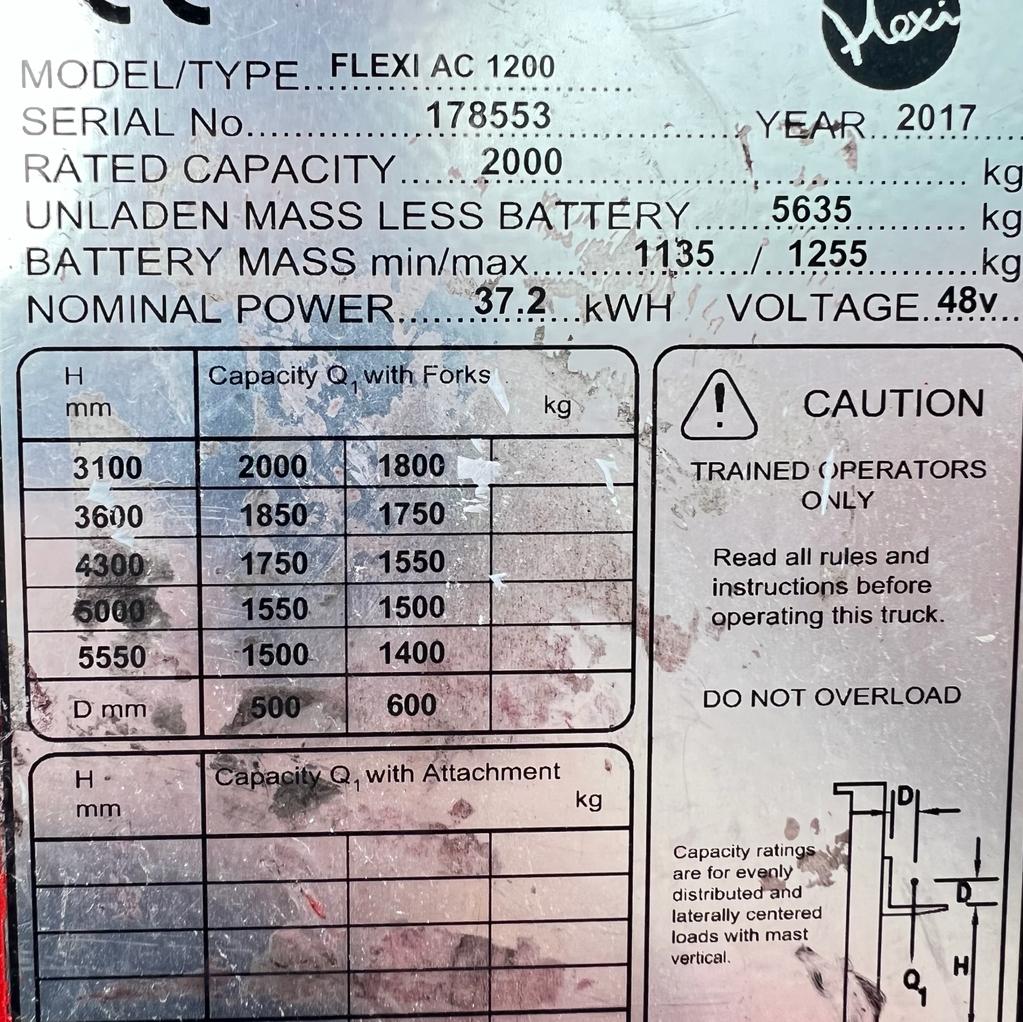 CE
Flexi
MODEL/TYPE FLEXI AC 1200
SERIAL No. 178553 YEAR 2017
RATED CAPACITY 2000 kg
UNLADEN MASS LESS BATTERY 5635 kg
BATTERY MASS min/max 1135 / 1255 kg
NOMINAL POWER 37.2 kWH VOLTAGE 48v
H mm Capacity Q1 with Forks kg
3100 2000 1800
3600 1850 1750
4300 1750 1550
5000 1550 1500
5550 1500 1400
D mm 500 600
H mm Capacity Q1 with Attachment kg
! CAUTION
TRAINED OPERATORS
ONLY
Read all rules and
instructions before
operating this truck.
DO NOT OVERLOAD
Capacity ratings
are for evenly
distributed and
laterally centered
loads with mast
vertical.
D
D
H
Q1